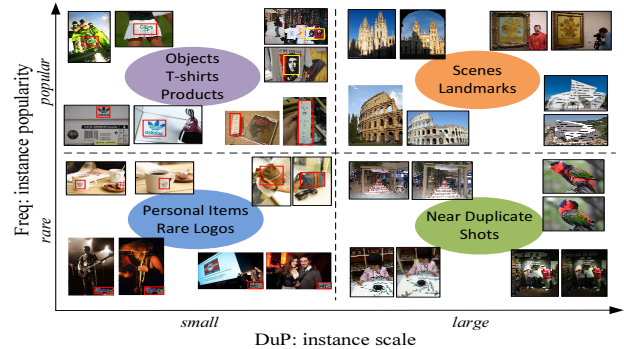 Freq: instance popularity
popular
rare
Objects
T-shirts
Products
Scenes
Landmarks
adidas
Personal Items
Rare Logos
Near Duplicate
Shots
small
large
DuP: instance scale